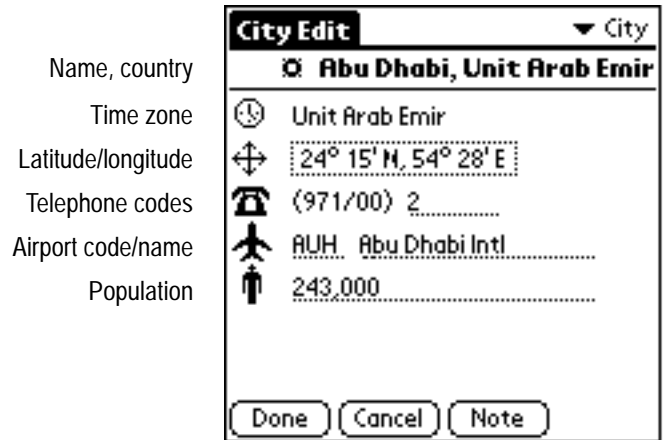 City Edit City
Name, country Abu Dhabi, Unit Arab Emir
Time zone Unit Arab Emir
Latitude/longitude 24° 15' N, 54° 28' E
Telephone codes (971/00) 2
Airport code/name AUH Abu Dhabi Intl
Population 243,000
Done Cancel Note